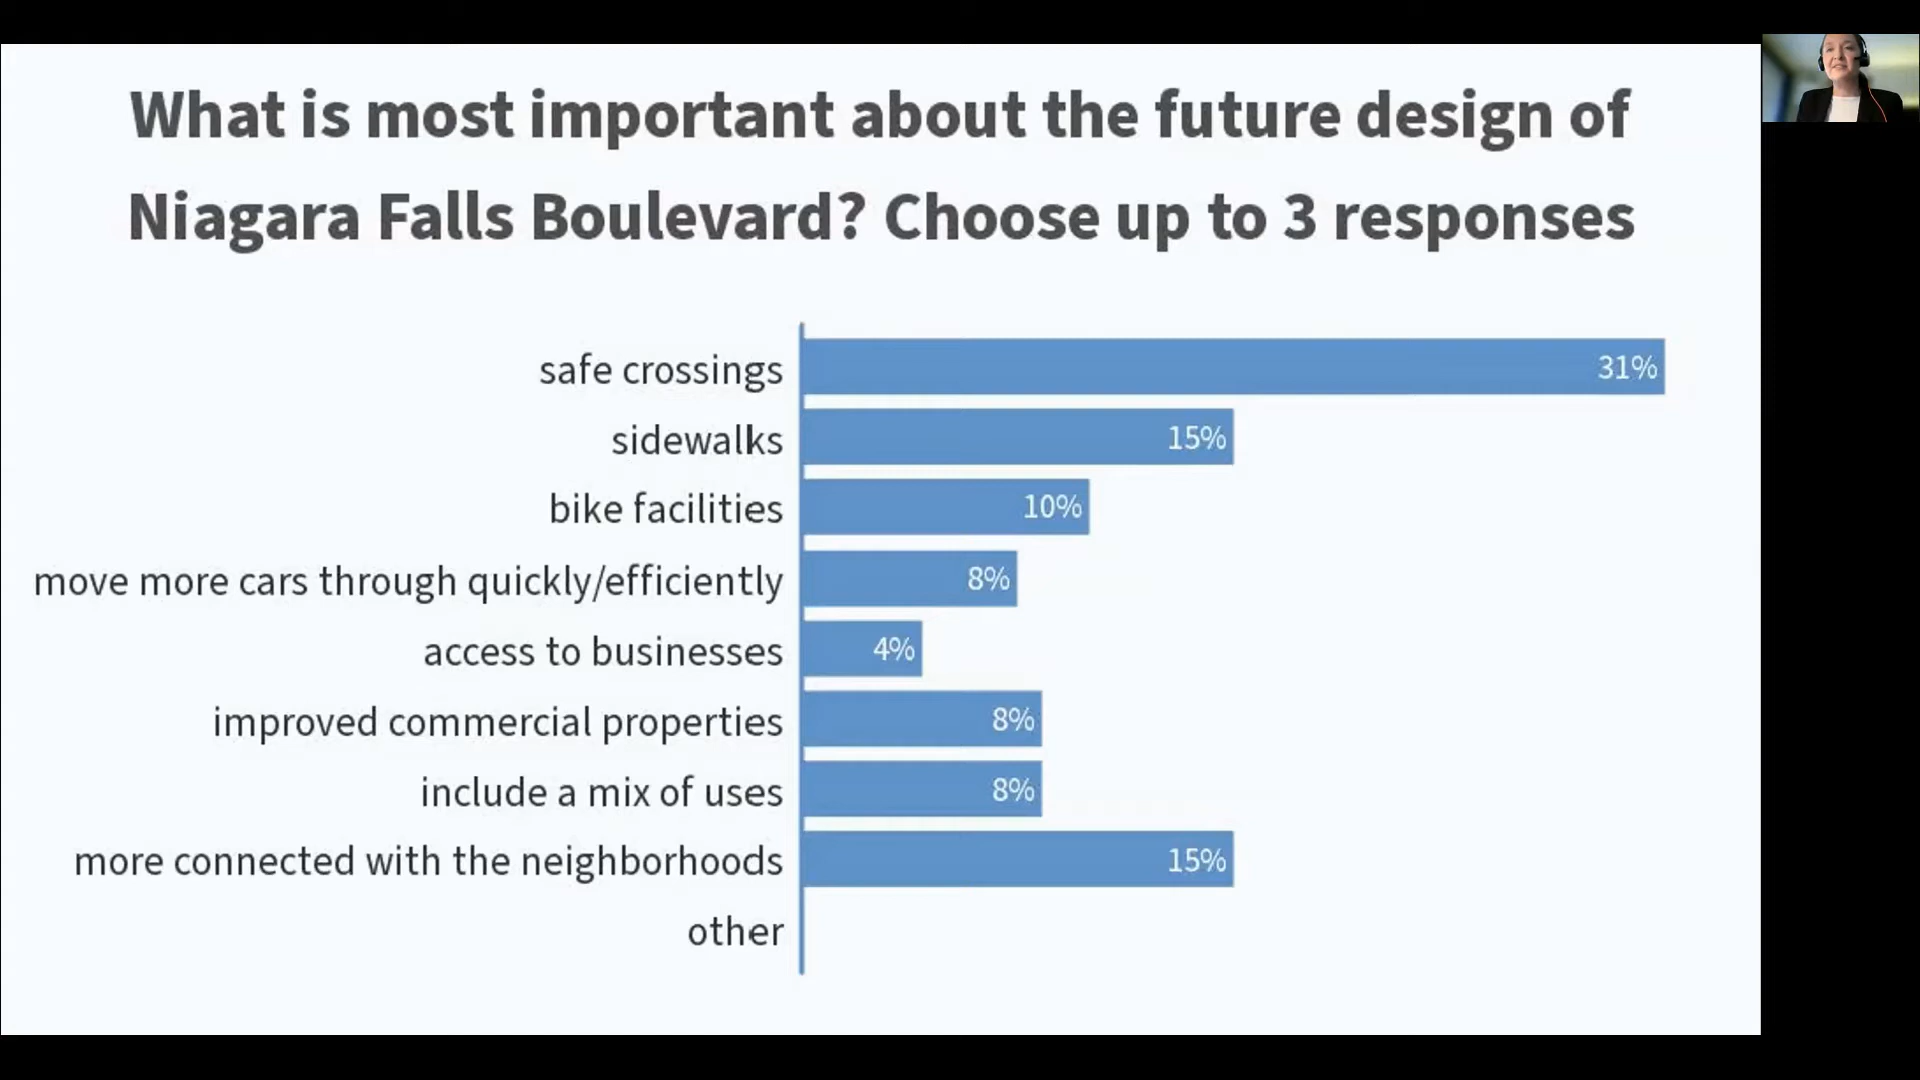 What is most important about the future design of
Niagara Falls Boulevard? Choose up to 3 responses
safe crossings 31%
sidewalks 15%
bike facilities 10%
move more cars through quickly/efficiently 8%
access to businesses 4%
improved commercial properties 8%
include a mix of uses 8%
more connected with the neighborhoods 15%
other